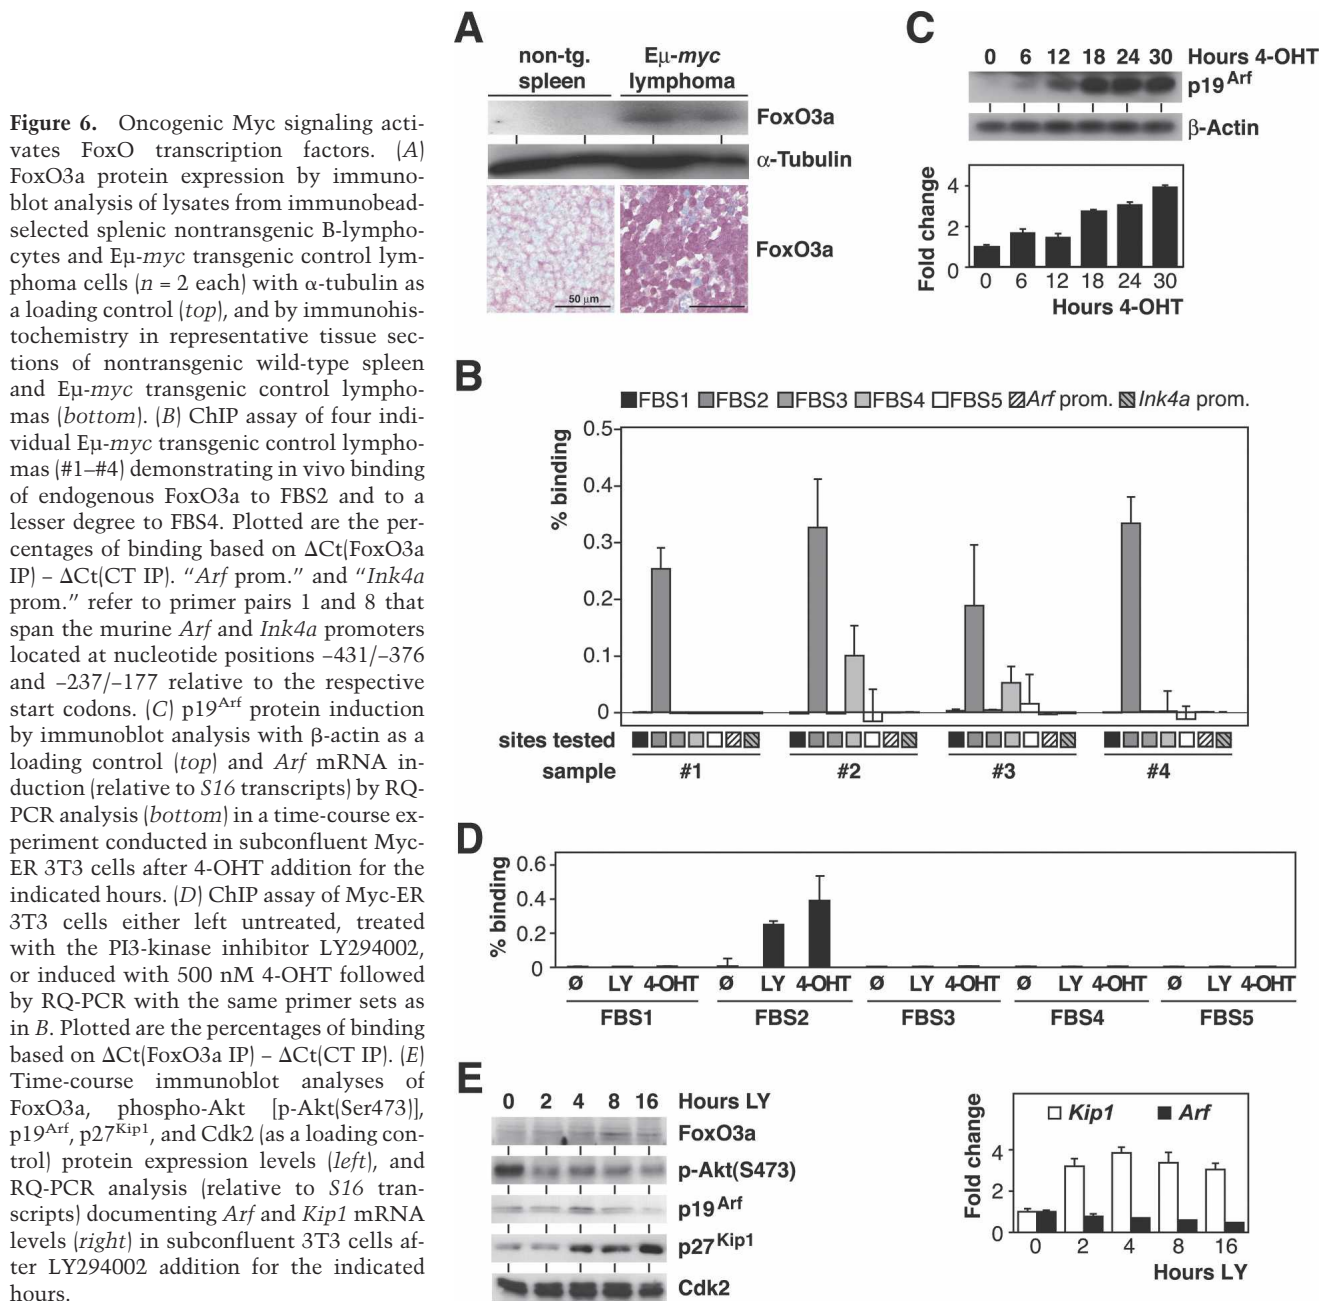 Figure 6. Oncogenic Myc signaling acti-
vates FoxO transcription factors. (A)
FoxO3a protein expression by immuno-
blot analysis of lysates from immunobead-
selected splenic nontransgenic B-lympho-
cytes and Eμ-myc transgenic control lym-
phoma cells (n = 2 each) with α-tubulin as
a loading control (top), and by immunohis-
tochemistry in representative tissue sec-
tions of nontransgenic wild-type spleen
and Eμ-myc transgenic control lympho-
mas (bottom). (B) ChIP assay of four indi-
vidual Eμ-myc transgenic control lympho-
mas (#1–#4) demonstrating in vivo binding
of endogenous FoxO3a to FBS2 and to a
lesser degree to FBS4. Plotted are the per-
centages of binding based on ΔCt(FoxO3a
IP) – ΔCt(CT IP). “Arf prom.” and “Ink4a
prom.” refer to primer pairs 1 and 8 that
span the murine Arf and Ink4a promoters
located at nucleotide positions –431/–376
and –237/–177 relative to the respective
start codons. (C) p19Arf protein induction
by immunoblot analysis with β-actin as a
loading control (top) and Arf mRNA in-
duction (relative to S16 transcripts) by RQ-
PCR analysis (bottom) in a time-course ex-
periment conducted in subconfluent Myc-
ER 3T3 cells after 4-OHT addition for the
indicated hours. (D) ChIP assay of Myc-ER
3T3 cells either left untreated, treated
with the PI3-kinase inhibitor LY294002,
or induced with 500 nM 4-OHT followed
by RQ-PCR with the same primer sets as
in B. Plotted are the percentages of binding
based on ΔCt(FoxO3a IP) – ΔCt(CT IP). (E)
Time-course immunoblot analyses of
FoxO3a, phospho-Akt [p-Akt(Ser473)],
p19Arf, p27Kip1, and Cdk2 (as a loading con-
trol) protein expression levels (left), and
RQ-PCR analysis (relative to S16 tran-
scripts) documenting Arf and Kip1 mRNA
levels (right) in subconfluent 3T3 cells af-
ter LY294002 addition for the indicated
hours.
A
non-tg. Eμ-myc
spleen lymphoma
FoxO3a
α-Tubulin
FoxO3a
50 μm
C
0 6 12 18 24 30 Hours 4-OHT
p19Arf
β-Actin
Fold change
4
2
0
0 6 12 18 24 30
Hours 4-OHT
B
FBS1 FBS2 FBS3 FBS4 FBS5 Arf prom. Ink4a prom.
% binding
0.5
0.4
0.3
0.2
0.1
0
sites tested
sample #1 #2 #3 #4
D
% binding
0.6
0.4
0.2
0
Ø LY 4-OHT Ø LY 4-OHT Ø LY 4-OHT Ø LY 4-OHT Ø LY 4-OHT
FBS1 FBS2 FBS3 FBS4 FBS5
E
0 2 4 8 16 Hours LY
FoxO3a
p-Akt(S473)
p19Arf
p27Kip1
Cdk2
Kip1 Arf
Fold change
4
2
0
0 2 4 8 16
Hours LY